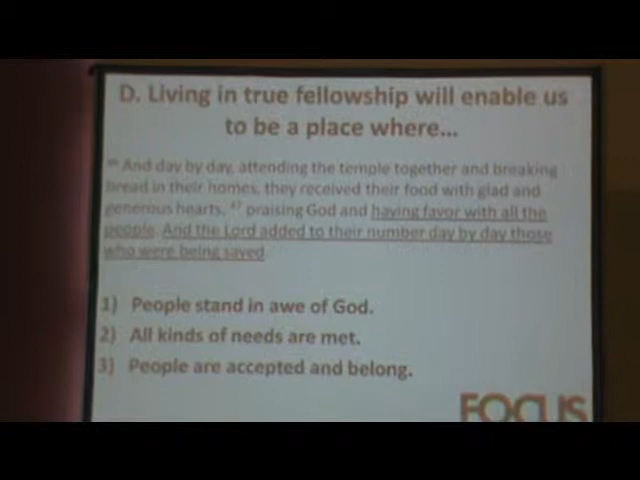 D. Living in true fellowship will enable us
to be a place where...
46 And day by day, attending the temple together and breaking
bread in their homes, they received their food with glad and
generous hearts, 47 praising God and having favor with all the
people. And the Lord added to their number day by day those
who were being saved.
1) People stand in awe of God.
2) All kinds of needs are met.
3) People are accepted and belong.
FOCUS